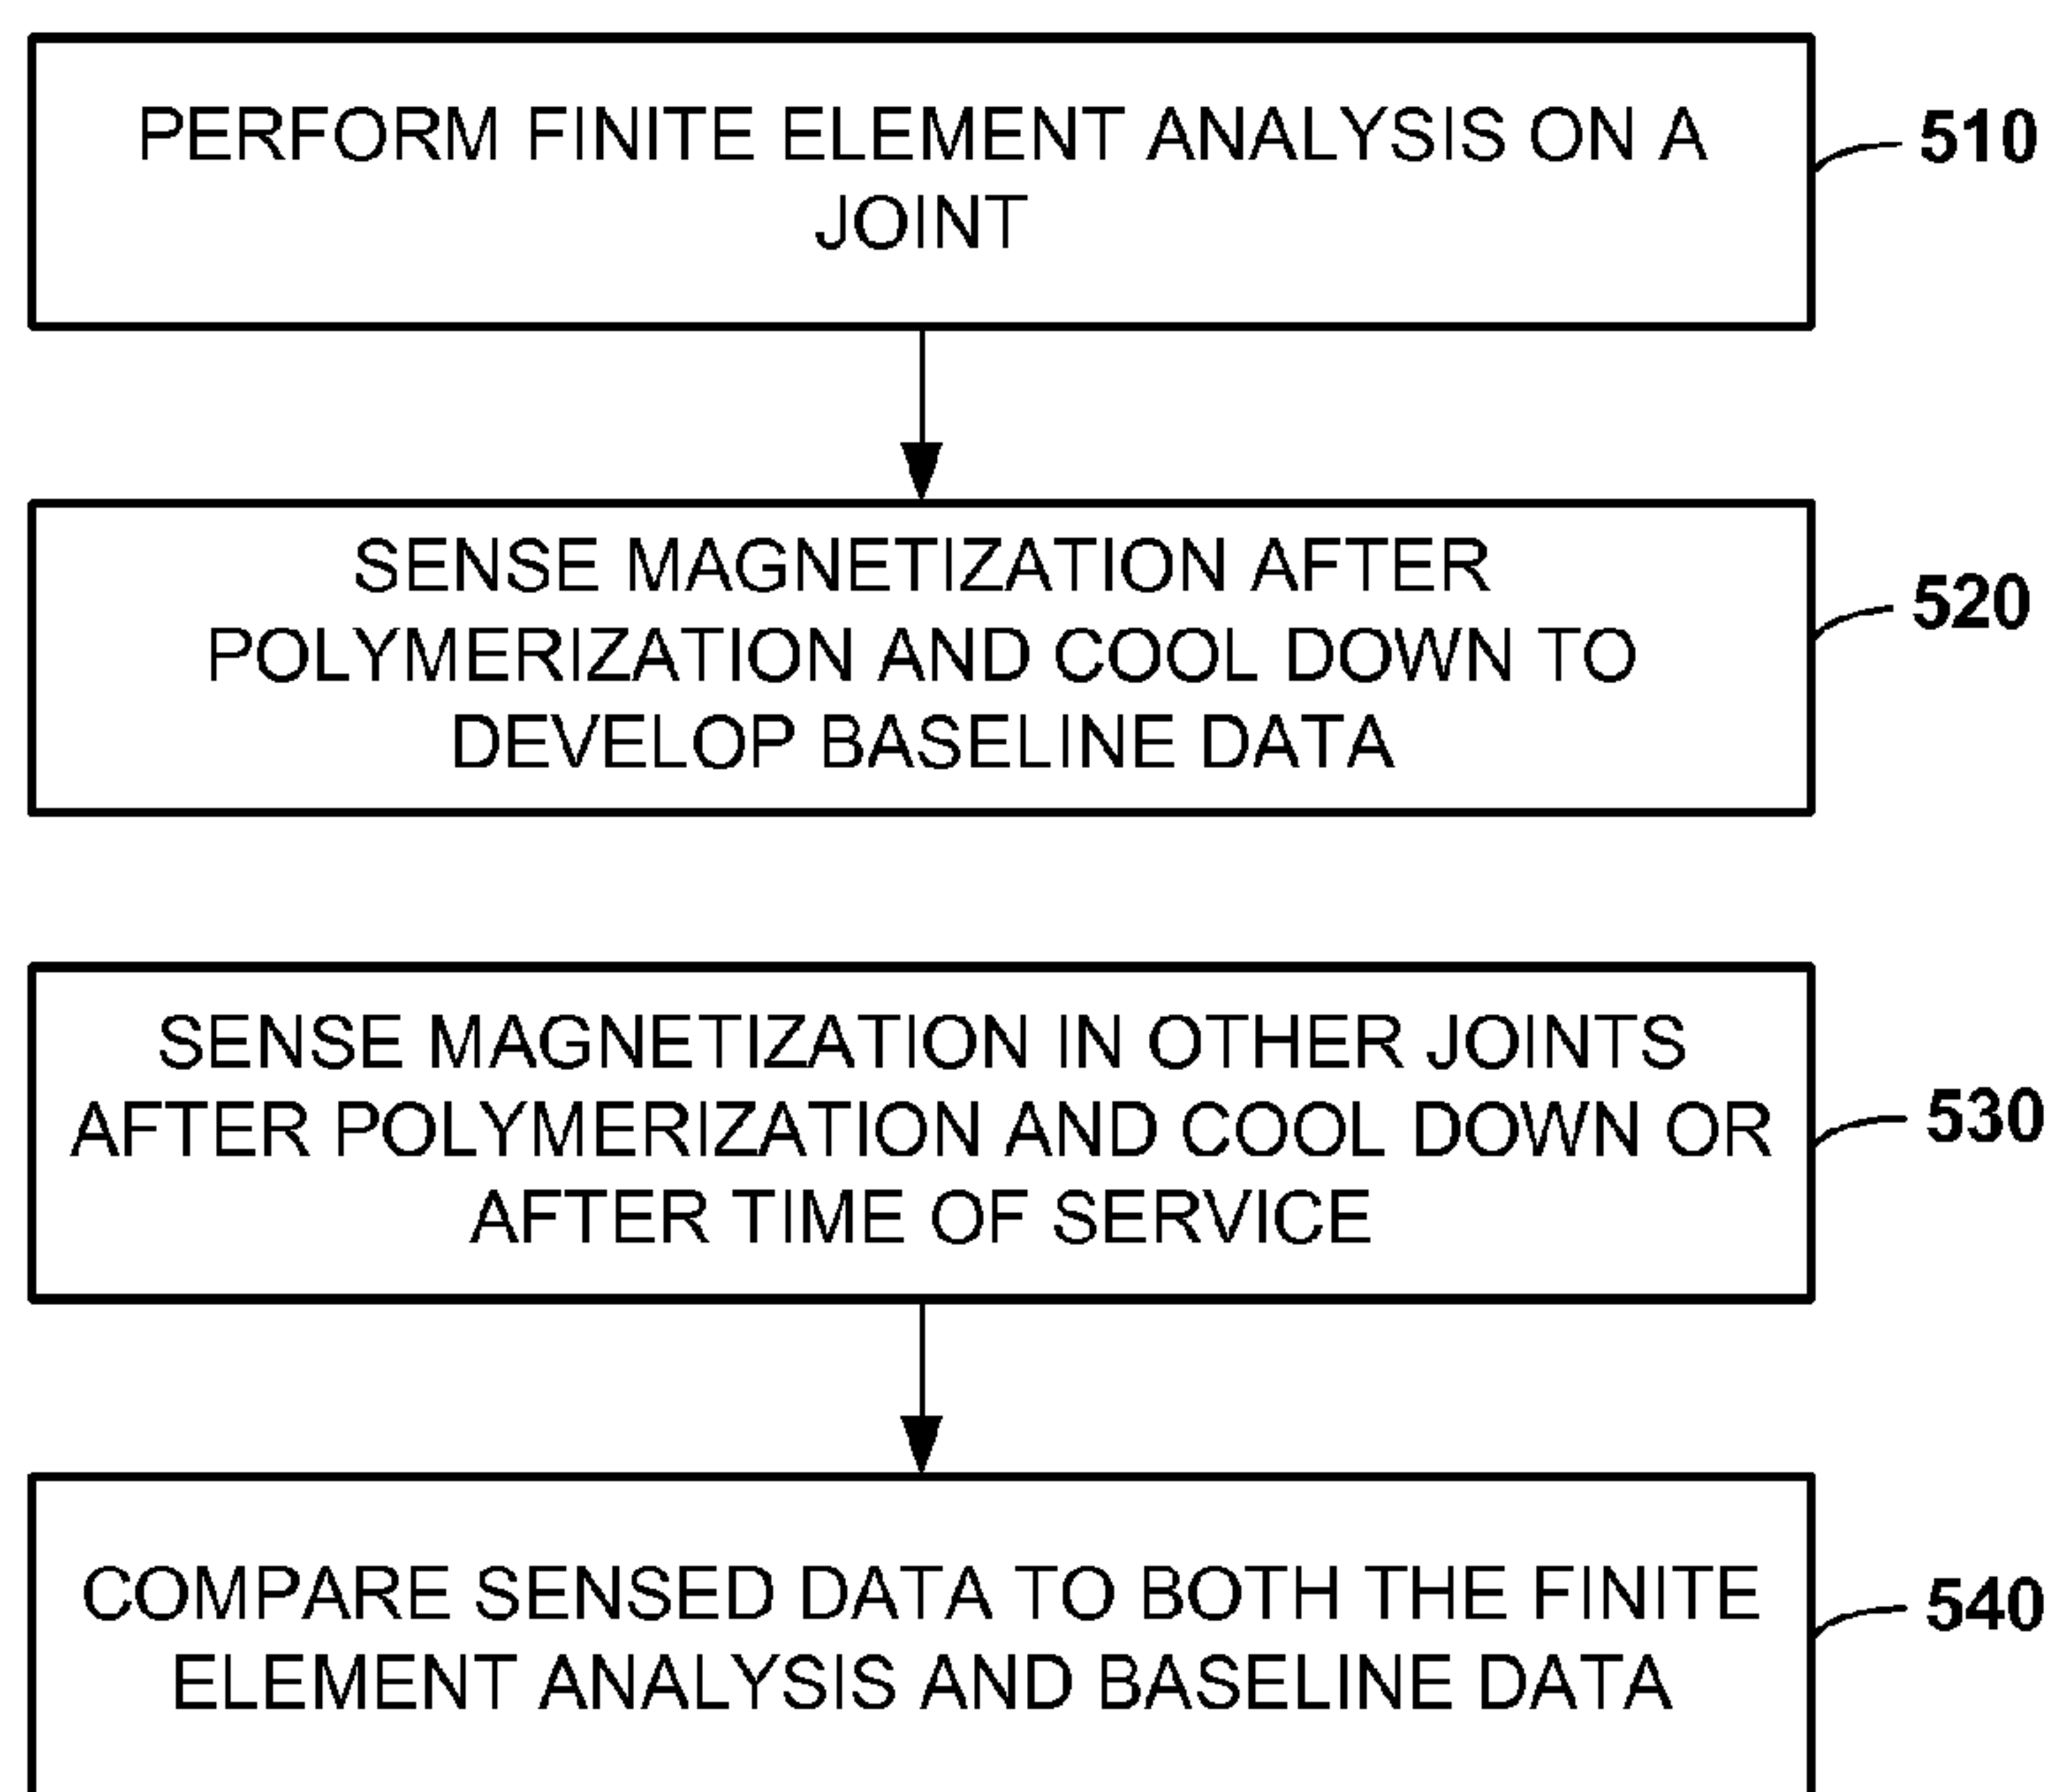 PERFORM FINITE ELEMENT ANALYSIS ON A
JOINT
510
SENSE MAGNETIZATION AFTER
POLYMERIZATION AND COOL DOWN TO
DEVELOP BASELINE DATA
520
SENSE MAGNETIZATION IN OTHER JOINTS
AFTER POLYMERIZATION AND COOL DOWN OR
AFTER TIME OF SERVICE
530
COMPARE SENSED DATA TO BOTH THE FINITE
ELEMENT ANALYSIS AND BASELINE DATA
540